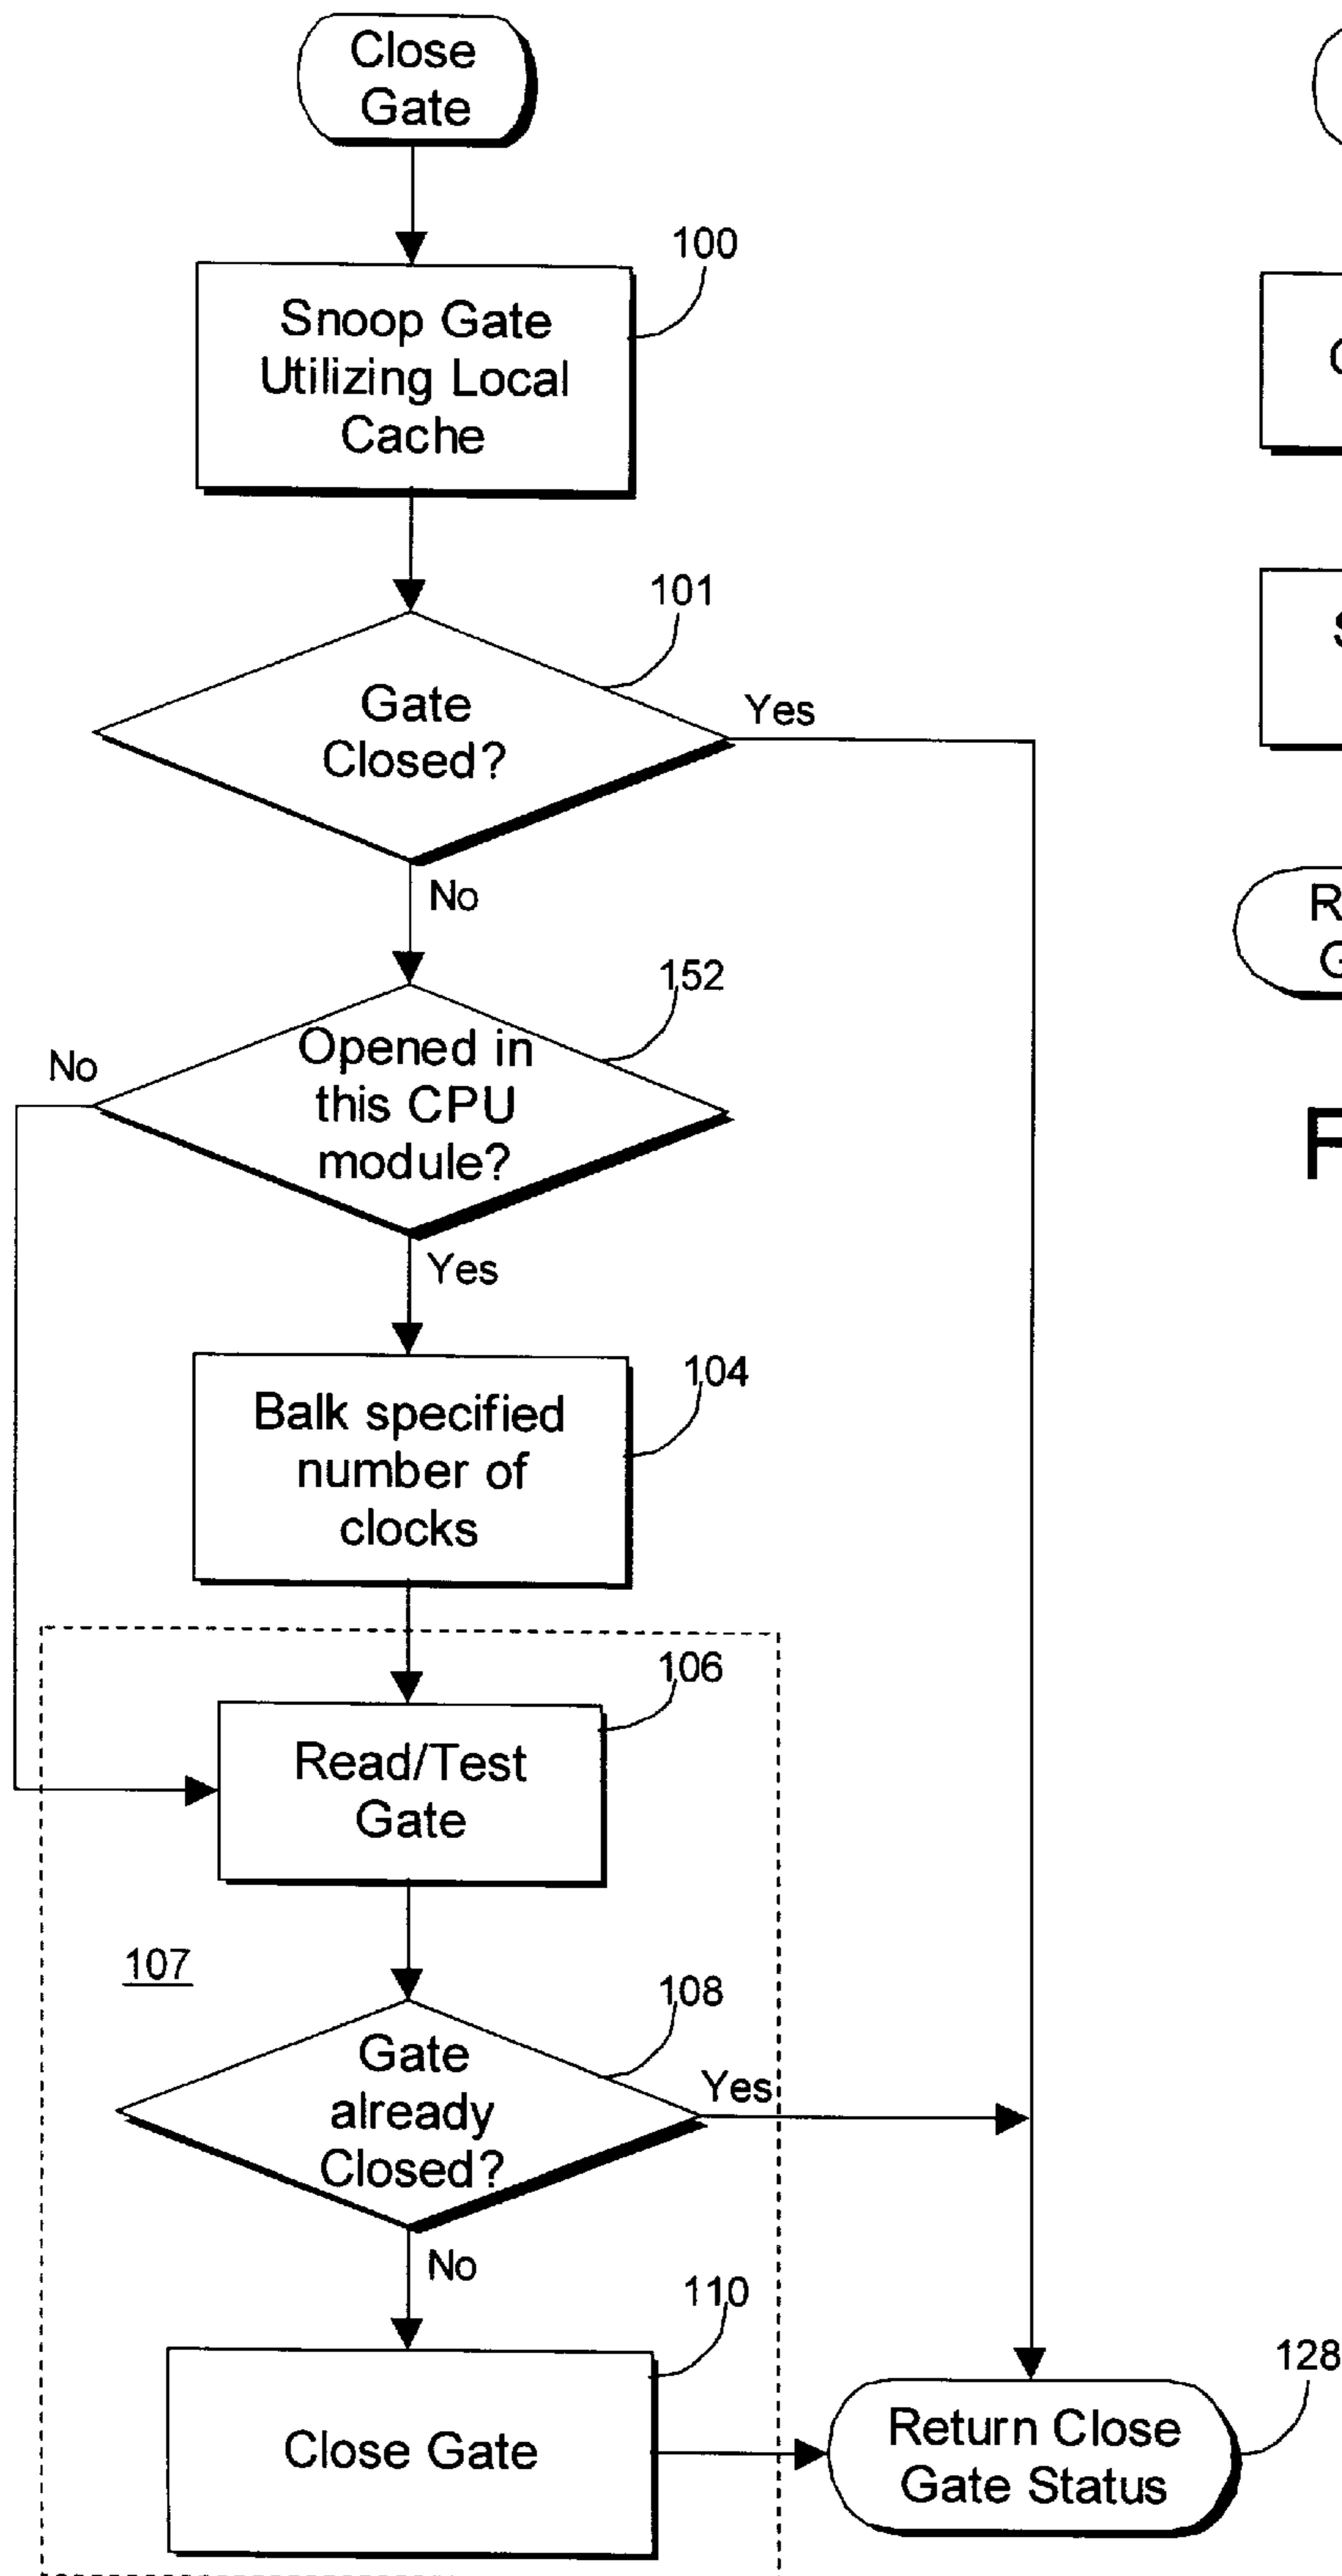 Close
Gate
100
Snoop Gate
Utilizing Local
Cache
101
Gate
Closed?
Yes
No
152
Opened in
this CPU
module?
No
Yes
104
Balk specified
number of
clocks
106
Read/Test
Gate
107
108
Gate
already
Closed?
Yes
No
110
Close Gate
128
Return Close
Gate Status
R
G
F